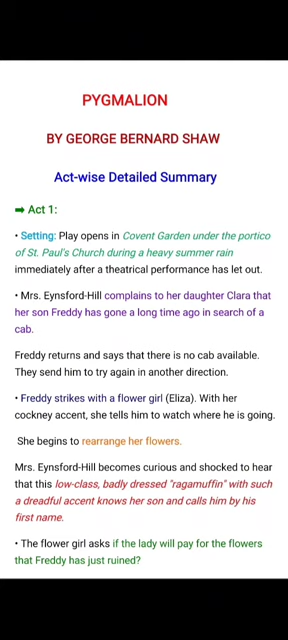 PYGMALION
BY GEORGE BERNARD SHAW
Act-wise Detailed Summary
➡ Act 1:
• Setting: Play opens in Covent Garden under the portico
of St. Paul's Church during a heavy summer rain
immediately after a theatrical performance has let out.
• Mrs. Eynsford-Hill complains to her daughter Clara that
her son Freddy has gone a long time ago in search of a
cab.
Freddy returns and says that there is no cab available.
They send him to try again in another direction.
• Freddy strikes with a flower girl (Eliza). With her
cockney accent, she tells him to watch where he is going.
She begins to rearrange her flowers.
Mrs. Eynsford-Hill becomes curious and shocked to hear
that this low-class, badly dressed "ragamuffin" with such
a dreadful accent knows her son and calls him by his
first name.
• The flower girl asks if the lady will pay for the flowers
that Freddy has just ruined?